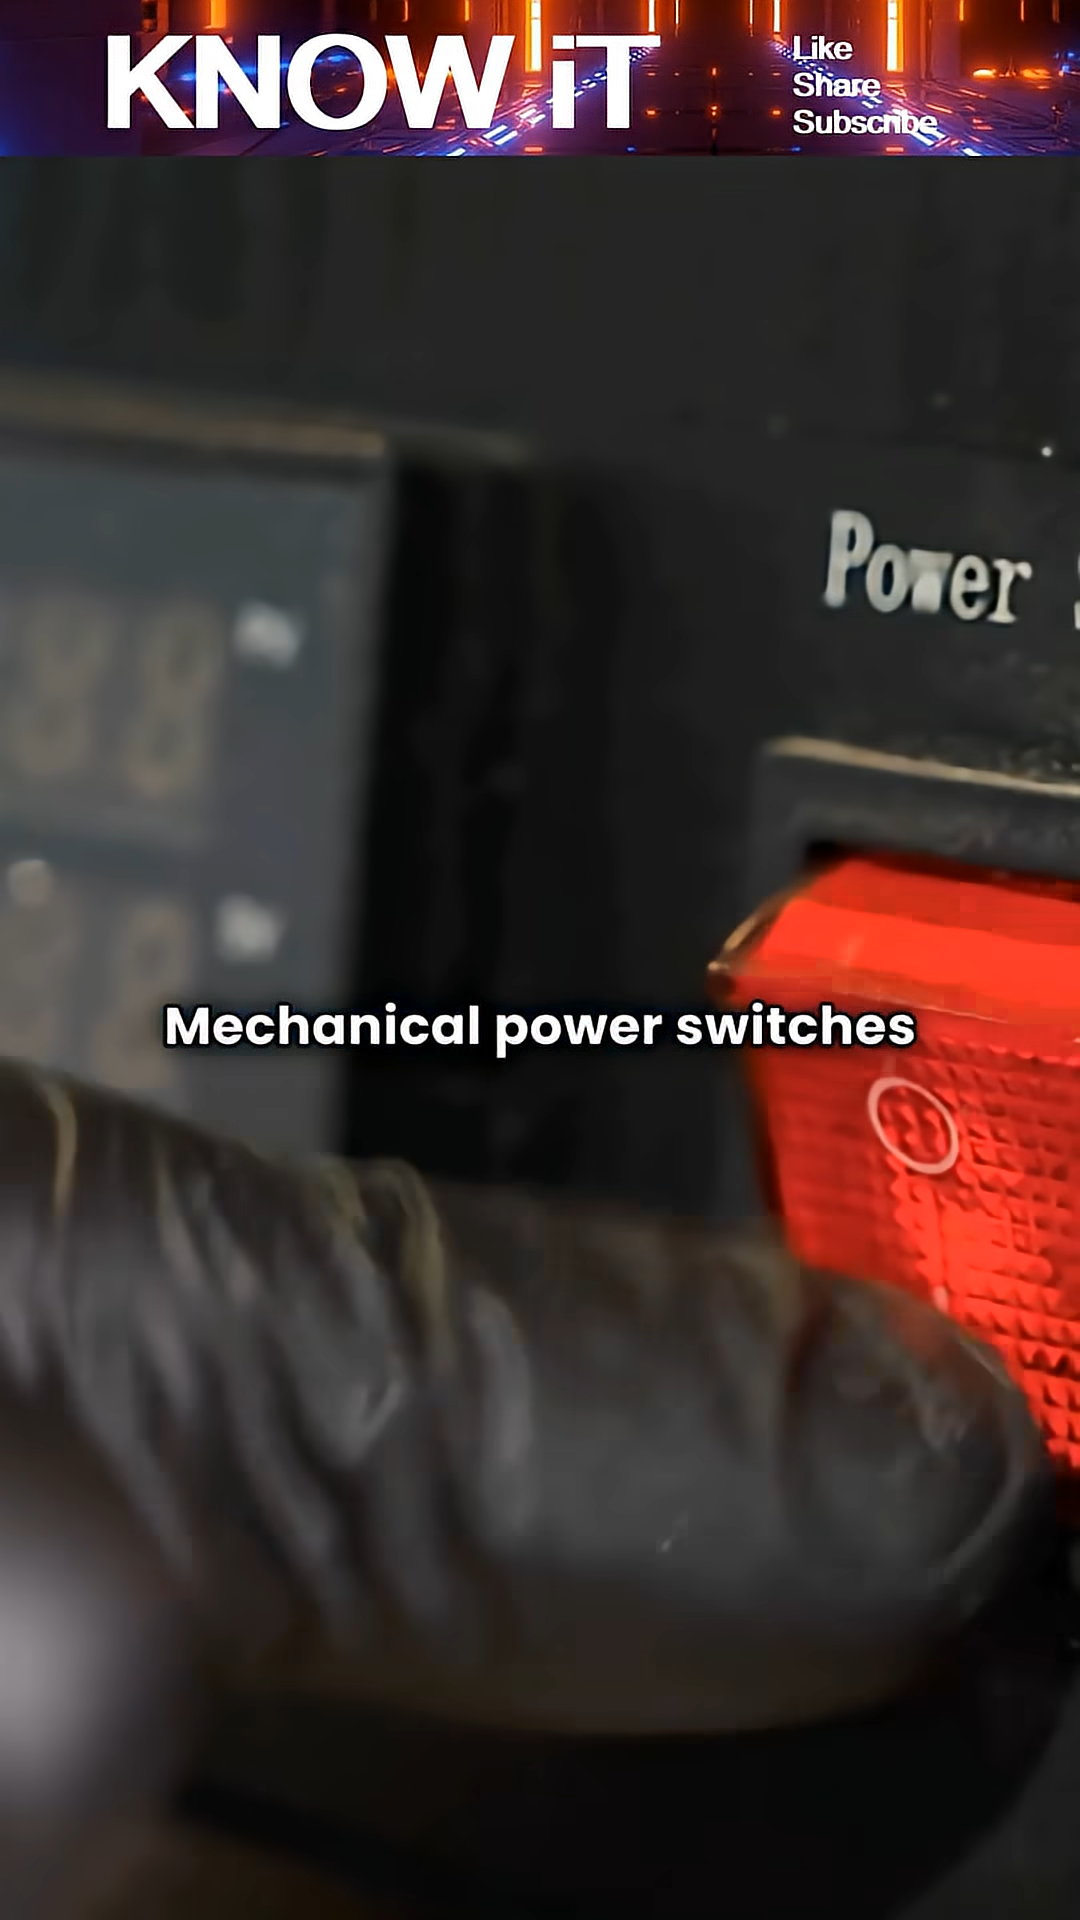 KNOW iT
Like
Share
Subscribe
Power
Mechanical power switches